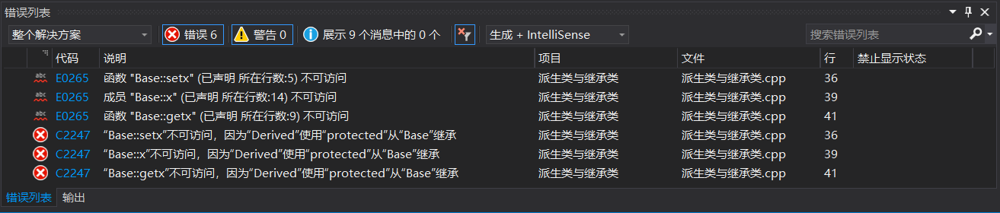 错误列表
整个解决方案 错误 6 警告 0 展示 9 个消息中的 0 个 生成 + IntelliSense 搜索错误列表
代码 说明 项目 文件 行 禁止显示状态
abc E0265 函数 "Base::setx" (已声明 所在行数:5) 不可访问 派生类与继承类 派生类与继承类.cpp 36
abc E0265 成员 "Base::x" (已声明 所在行数:14) 不可访问 派生类与继承类 派生类与继承类.cpp 39
abc E0265 函数 "Base::getx" (已声明 所在行数:9) 不可访问 派生类与继承类 派生类与继承类.cpp 41
C2247 “Base::setx”不可访问，因为“Derived”使用“protected”从“Base”继承 派生类与继承类 派生类与继承类.cpp 36
C2247 “Base::x”不可访问，因为“Derived”使用“protected”从“Base”继承 派生类与继承类 派生类与继承类.cpp 39
C2247 “Base::getx”不可访问，因为“Derived”使用“protected”从“Base”继承 派生类与继承类 派生类与继承类.cpp 41
错误列表 输出